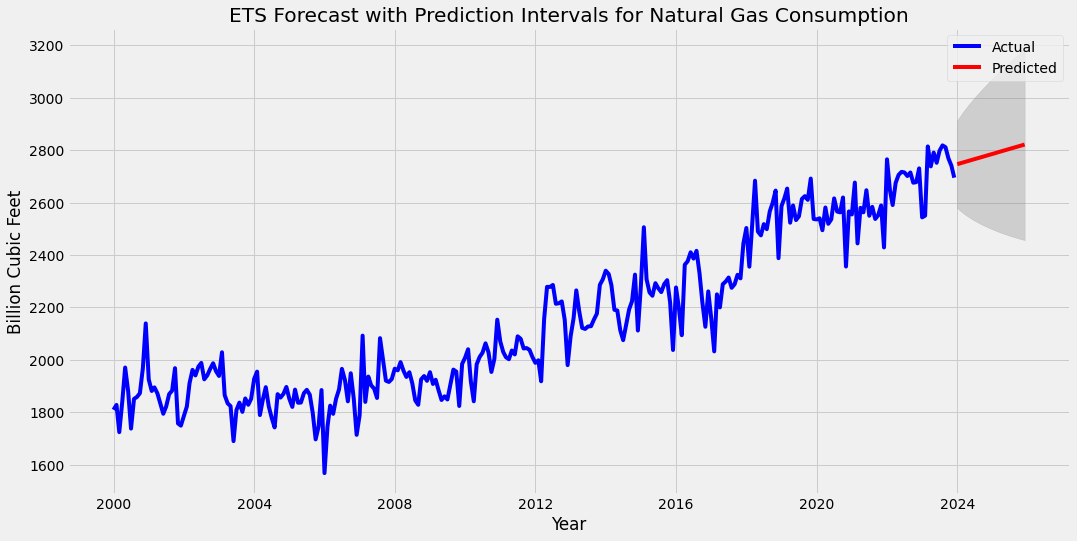 ETS Forecast with Prediction Intervals for Natural Gas Consumption
Billion Cubic Feet
3200
3000
2800
2600
2400
2200
2000
1800
1600
Actual
Predicted
2000 2004 2008 2012 2016 2020 2024
Year